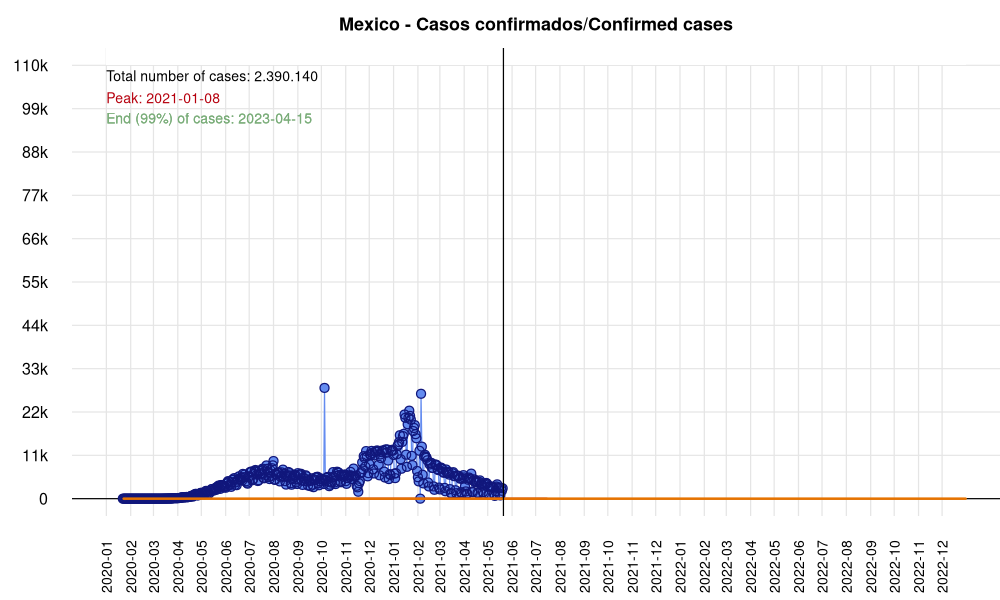 Mexico - Casos confirmados/Confirmed cases
Total number of cases: 2.390.140
Peak: 2021-01-08
End (99%) of cases: 2023-04-15
110k
99k
88k
77k
66k
55k
44k
33k
22k
11k
0
2020-01
2020-02
2020-03
2020-04
2020-05
2020-06
2020-07
2020-08
2020-09
2020-10
2020-11
2020-12
2021-01
2021-02
2021-03
2021-04
2021-05
2021-06
2021-07
2021-08
2021-09
2021-10
2021-11
2021-12
2022-01
2022-02
2022-03
2022-04
2022-05
2022-06
2022-07
2022-08
2022-09
2022-10
2022-11
2022-12